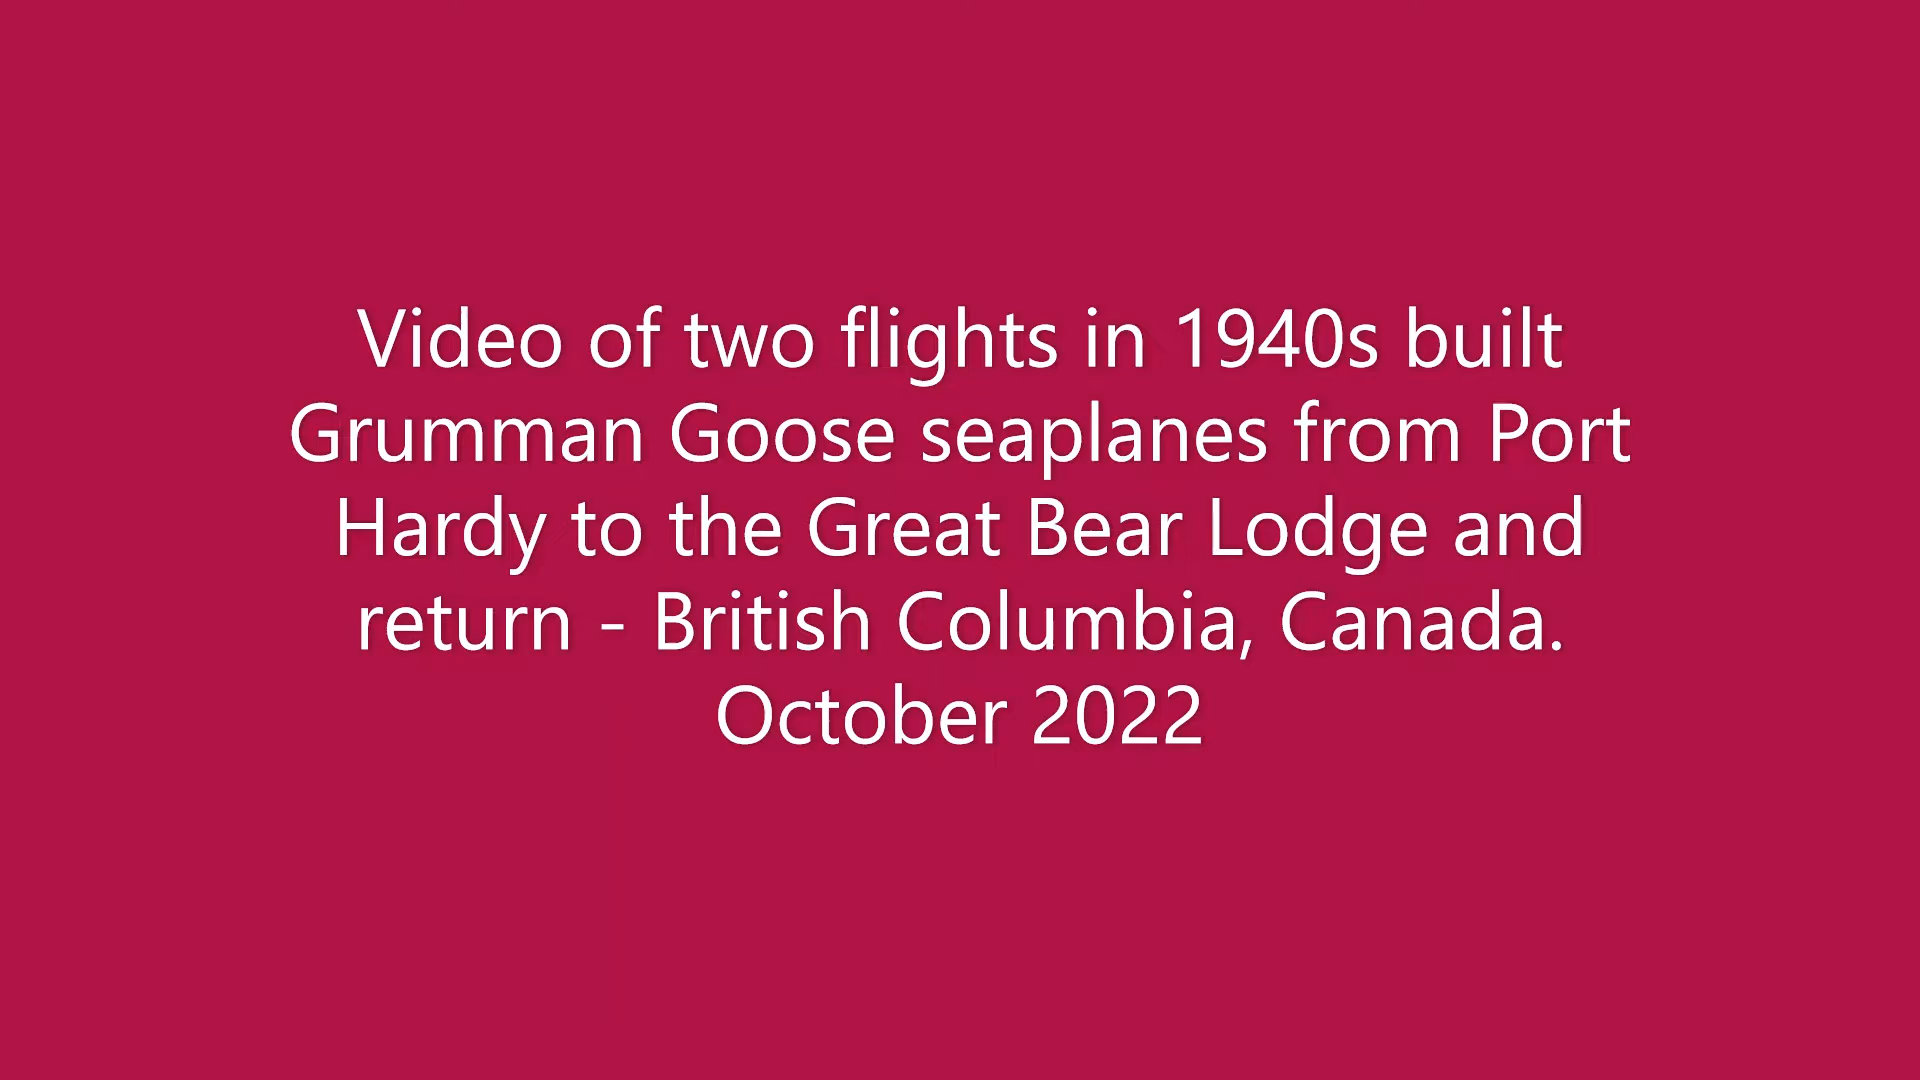 Video of two flights in 1940s built
Grumman Goose seaplanes from Port
Hardy to the Great Bear Lodge and
return - British Columbia, Canada.
October 2022